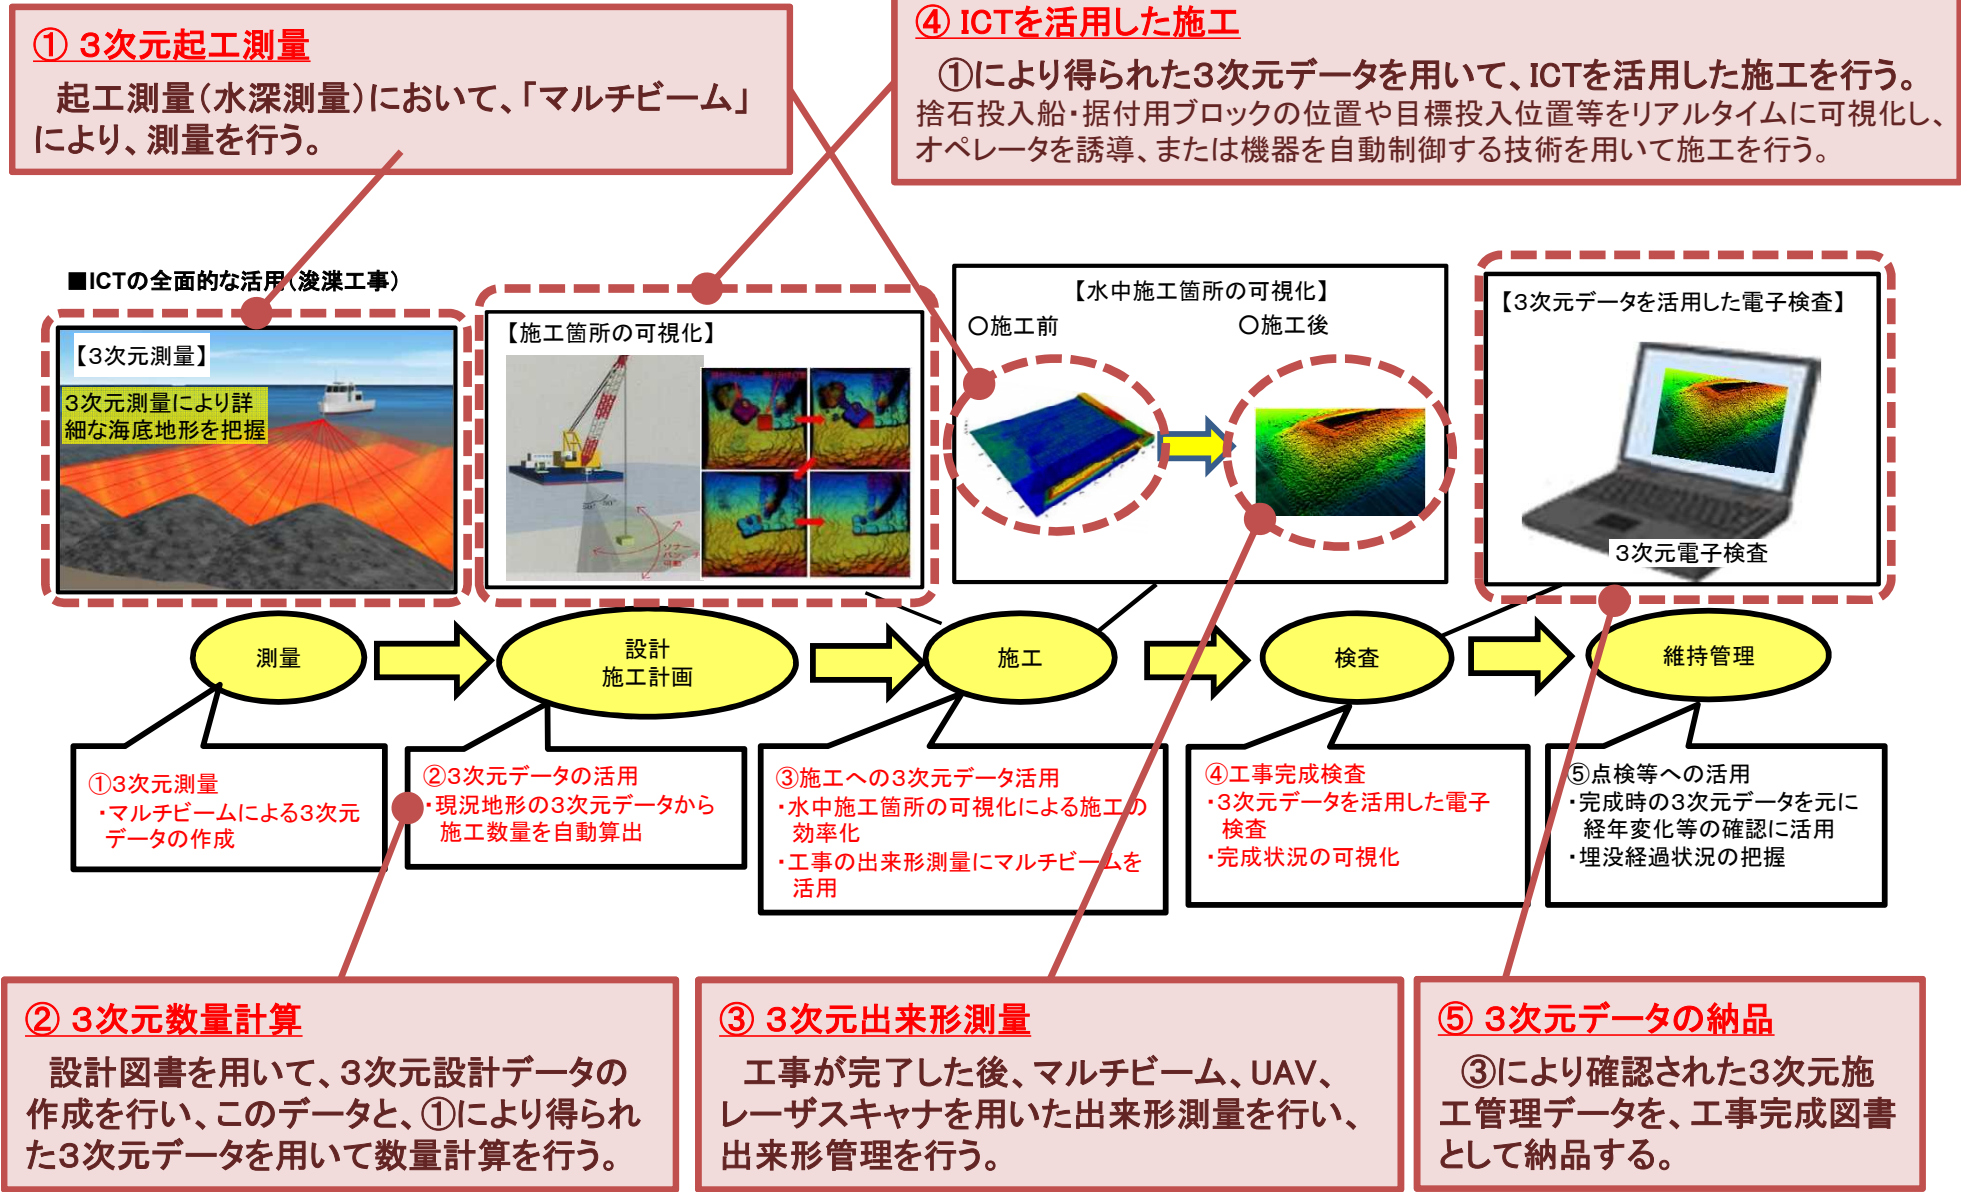 ① 3次元起工測量
起工測量(水深測量)において、「マルチビーム」
により、測量を行う。
④ ICTを活用した施工
①により得られた3次元データを用いて、ICTを活用した施工を行う。
捨石投入船・据付用ブロックの位置や目標投入位置等をリアルタイムに可視化し、
オペレータを誘導、または機器を自動制御する技術を用いて施工を行う。
■ICTの全面的な活用(浚渫工事)
【3次元測量】
3次元測量により詳
細な海底地形を把握
【施工箇所の可視化】
ソナー
【水中施工箇所の可視化】
〇施工前
〇施工後
【3次元データを活用した電子検査】
3次元電子検査
測量
設計
施工計画
施工
検査
維持管理
①3次元測量
・マルチビームによる3次元
データの作成
②3次元データの活用
・現況地形の3次元データから
施工数量を自動算出
③施工への3次元データ活用
・水中施工箇所の可視化による施工の
効率化
・工事の出来形測量にマルチビームを
活用
④工事完成検査
・3次元データを活用した電子
検査
・完成状況の可視化
⑤点検等への活用
・完成時の3次元データを元に
経年変化等の確認に活用
・埋没経過状況の把握
② 3次元数量計算
設計図書を用いて、3次元設計データの
作成を行い、このデータと、①により得られ
た3次元データを用いて数量計算を行う。
③ 3次元出来形測量
工事が完了した後、マルチビーム、UAV、
レーザスキャナを用いた出来形測量を行い、
出来形管理を行う。
⑤ 3次元データの納品
③により確認された3次元施
工管理データを、工事完成図書
として納品する。